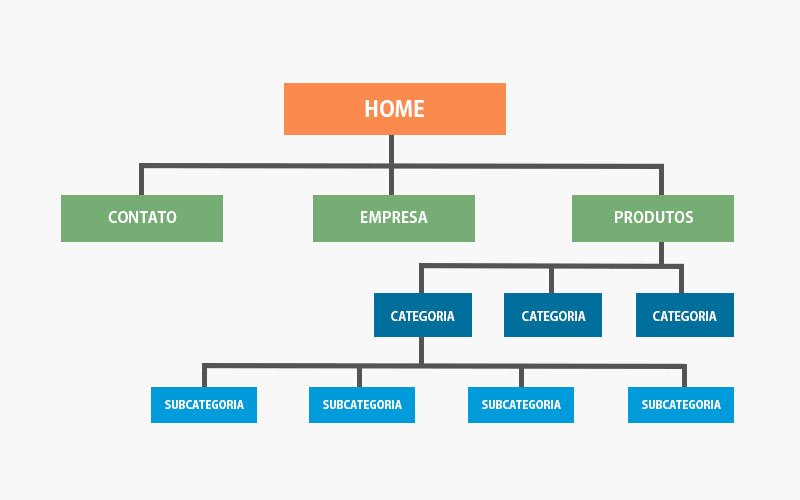 HOME
CONTATO
EMPRESA
PRODUTOS
CATEGORIA
CATEGORIA
CATEGORIA
SUBCATEGORIA
SUBCATEGORIA
SUBCATEGORIA
SUBCATEGORIA